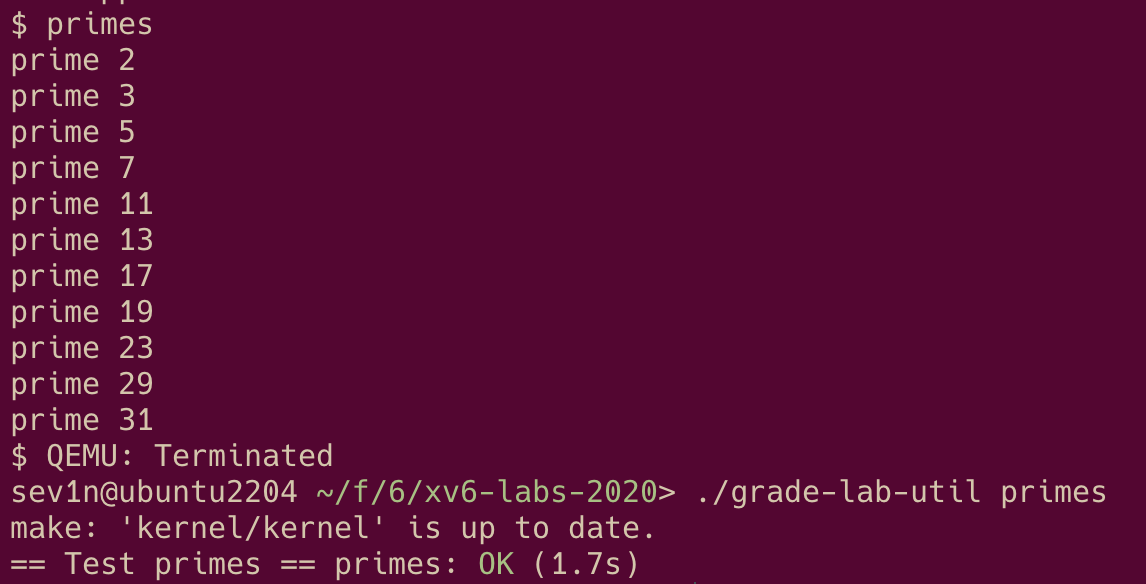 $ primes
prime 2
prime 3
prime 5
prime 7
prime 11
prime 13
prime 17
prime 19
prime 23
prime 29
prime 31
$ QEMU: Terminated
sev1n@ubuntu2204 ~/f/6/xv6-labs-2020> ./grade-lab-util primes
make: 'kernel/kernel' is up to date.
== Test primes == primes: OK (1.7s)